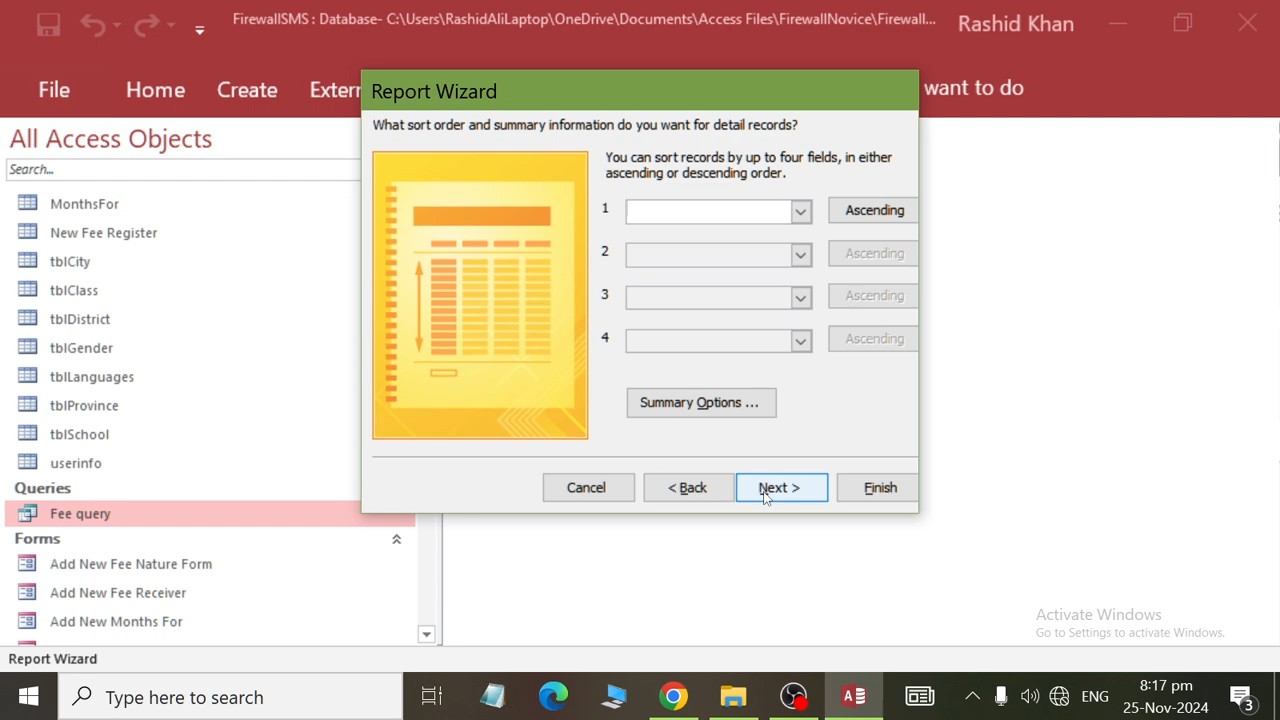 FirewallSMS : Database- C:\Users\RashidAliLaptop\OneDrive\Documents\Access Files\FirewallNovice\Firewall...
Rashid Khan
File
Home
Create
Extern
want to do
Report Wizard
What sort order and summary information do you want for detail records?
You can sort records by up to four fields, in either
ascending or descending order.
1
Ascending
2
Ascending
3
Ascending
4
Ascending
Summary Options ...
Cancel
< Back
Next >
Finish
All Access Objects
Search...
MonthsFor
New Fee Register
tblCity
tblClass
tblDistrict
tblGender
tblLanguages
tblProvince
tblSchool
userinfo
Queries
Fee query
Forms
Add New Fee Nature Form
Add New Fee Receiver
Add New Months For
Activate Windows
Go to Settings to activate Windows.
Report Wizard
Type here to search
ENG
8:17 pm
25-Nov-2024
3